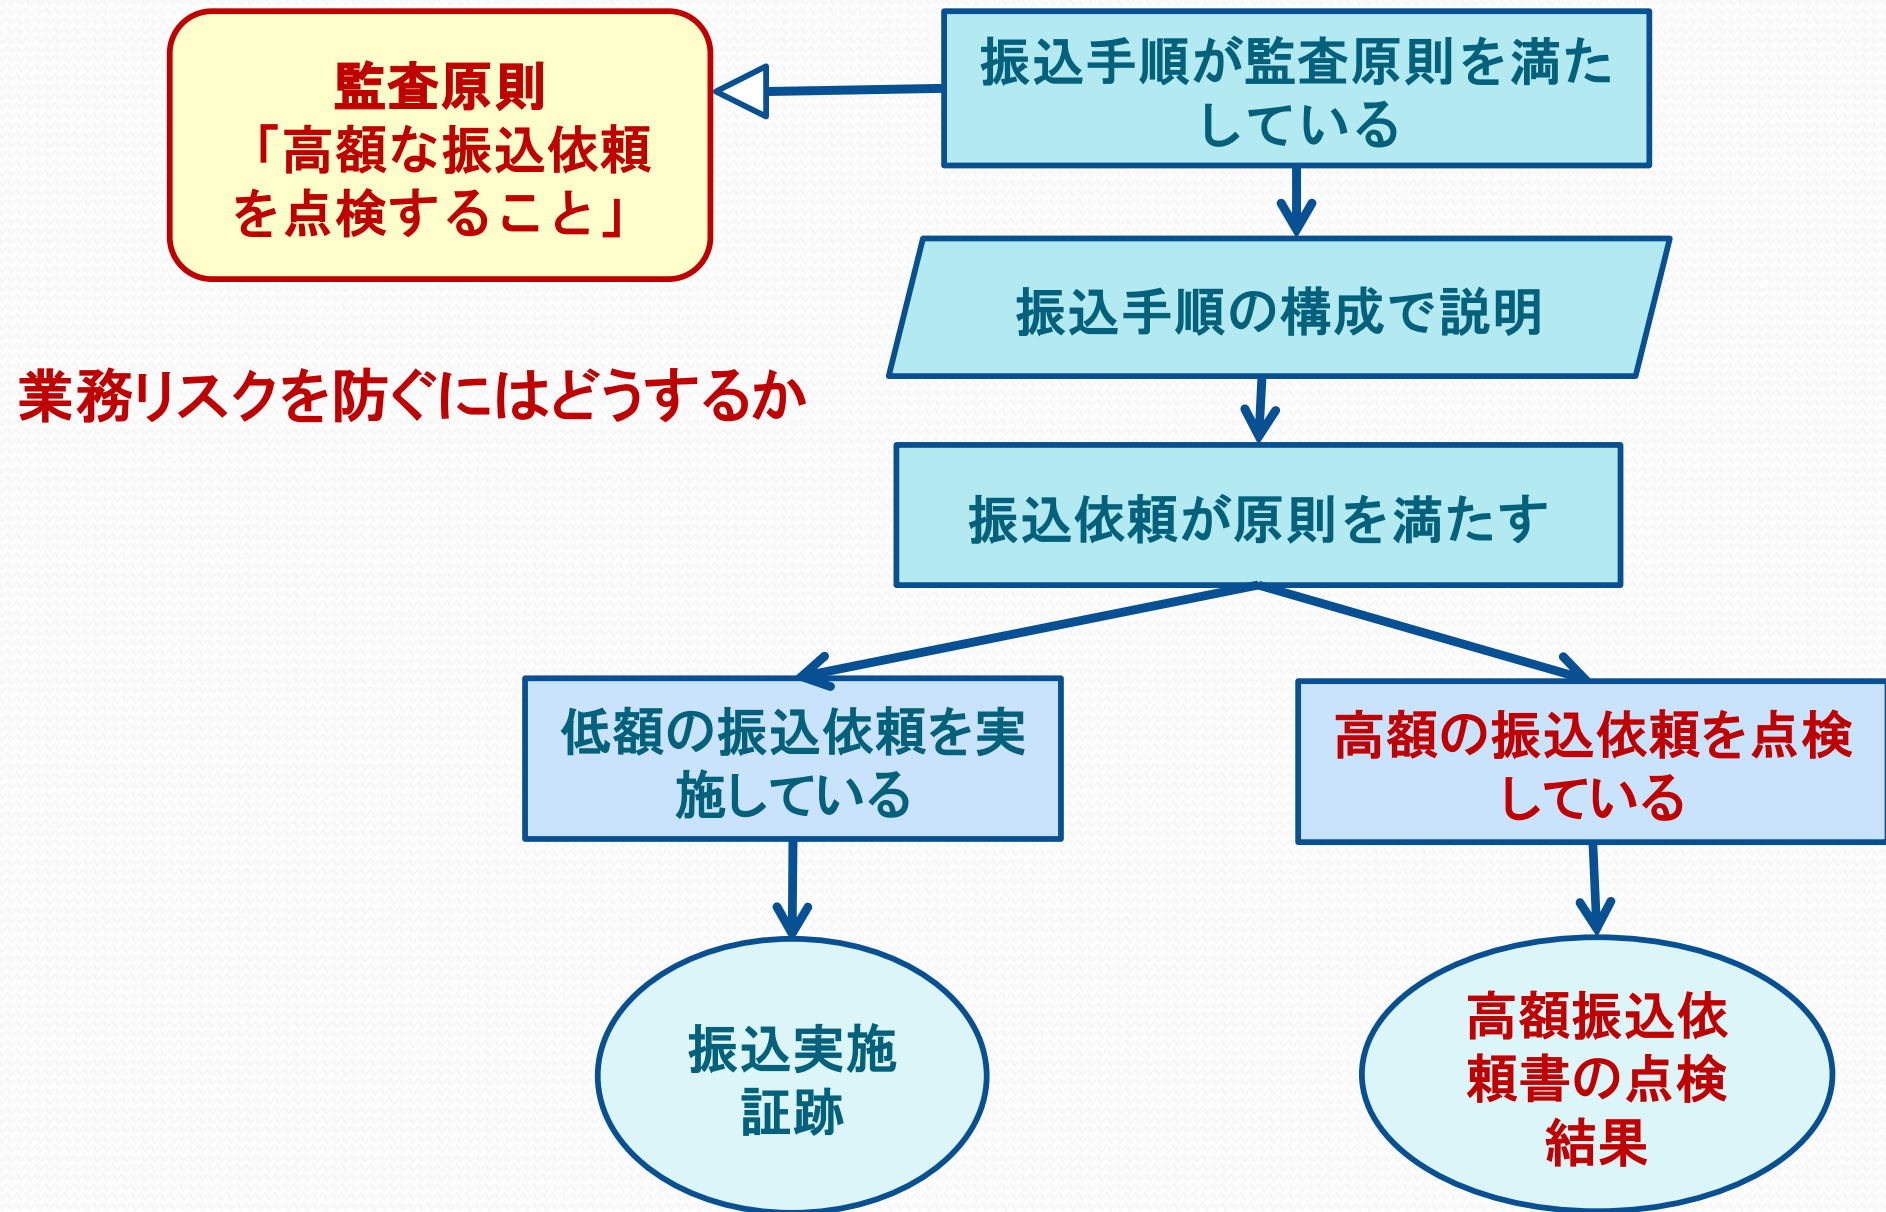 監査原則
「高額な振込依頼
を点検すること」
振込手順が監査原則を満た
している
振込手順の構成で説明
業務リスクを防ぐにはどうするか
振込依頼が原則を満たす
低額の振込依頼を実
施している
高額の振込依頼を点検
している
振込実施
証跡
高額振込依
頼書の点検
結果